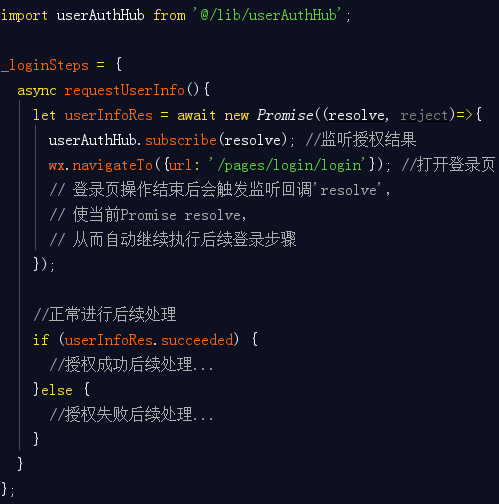 import userAuthHub from '@/lib/userAuthHub';
_loginSteps = {
async requestUserInfo(){
let userInfoRes = await new Promise((resolve, reject)=>{
userAuthHub.subscribe(resolve); //监听授权结果
wx.navigateTo({url: '/pages/login/login'}); //打开登录页
// 登录页操作结束后会触发监听回调'resolve',
// 使当前Promise resolve,
// 从而自动继续执行后续登录步骤
});
//正常进行后续处理
if (userInfoRes.succeeded) {
//授权成功后续处理...
}else {
//授权失败后续处理...
}
}
};